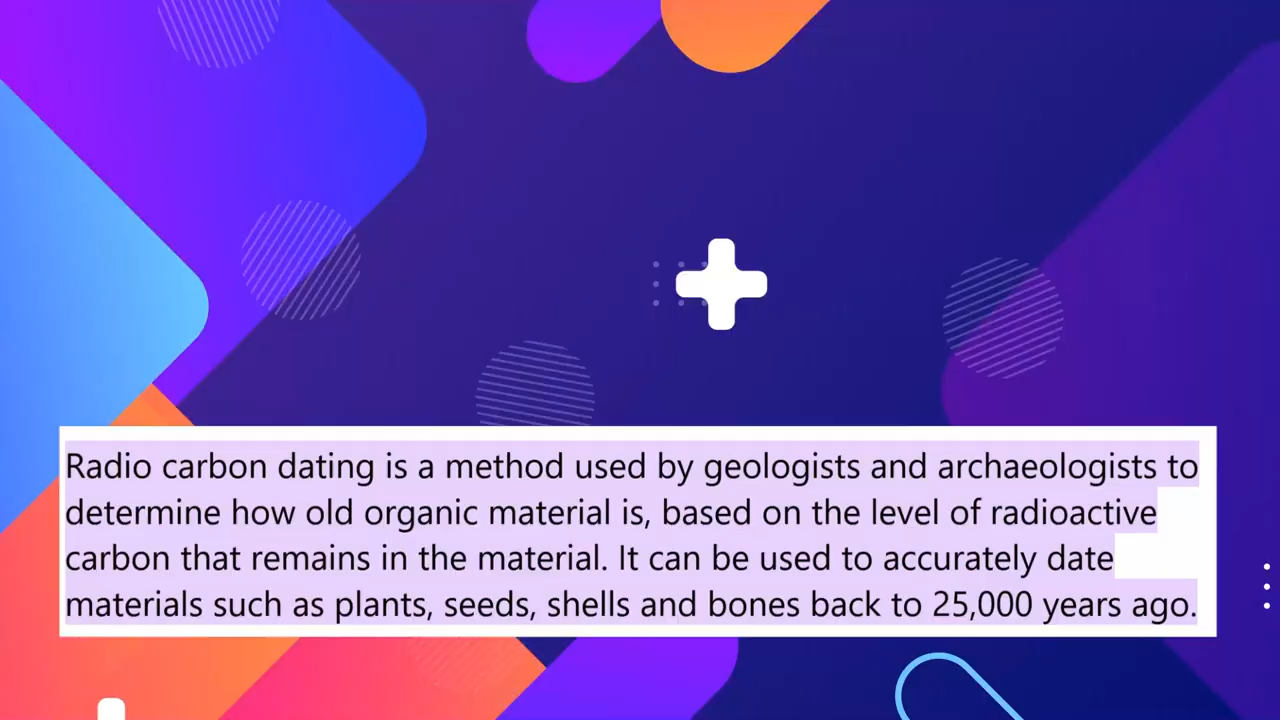 Radio carbon dating is a method used by geologists and archaeologists to
determine how old organic material is, based on the level of radioactive
carbon that remains in the material. It can be used to accurately date
materials such as plants, seeds, shells and bones back to 25,000 years ago.